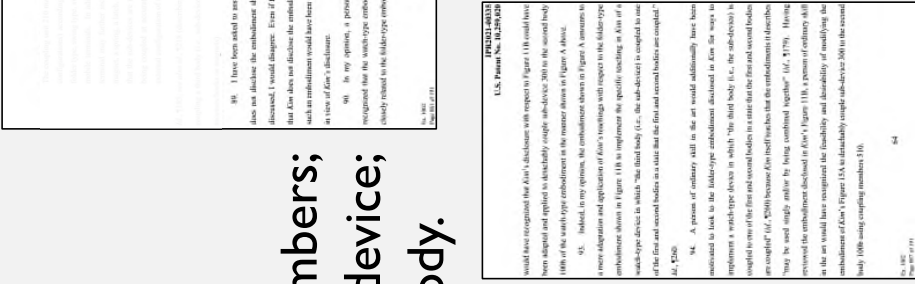 89. I have been asked to
does not disclose the embodiment
discussed, I would disagree. Even if
that Kim does not disclose the
such an embodiment would have been
in view of Kim's disclosure.
90. In my opinion, a
recognized that the watch-type
closely related to the folder-type
Ex. 1002
mbers;
device;
ody.
IPR2021-00335
U.S. Patent No. 10,259,020
would have recognized that Kim's disclosure with respect to Figure 11B could have
been adapted and applied to detachably couple sub-device 300 to the second body
100b of the watch-type embodiment in the manner shown in Figure A above.
93. Indeed, in my opinion, the embodiment shown in Figure A amounts to
a mere adaptation and application of Kim's teachings with respect to the folder-type
embodiment shown in Figure 11B to implement the specific teaching in Kim of a
watch-type device in which "the third body (i.e., the sub-device) is coupled to one
of the first and second bodies in a state that the first and second bodies are coupled."
Id., ¶260.
94. A person of ordinary skill in the art would additionally have been
motivated to look to the folder-type embodiment disclosed in Kim for ways to
implement a watch-type device in which "the third body (i.e., the sub-device) is
coupled to one of the first and second bodies in a state that the first and second bodies
are coupled" (id., ¶260) because Kim itself teaches that the embodiments it describes
"may be used singly and/or by being combined together" (id., ¶179). Having
reviewed the embodiment disclosed in Kim's Figure 11B, a person of ordinary skill
in the art would have recognized the feasibility and desirability of modifying the
embodiment of Kim's Figure 15A to detachably couple sub-device 300 to the second
body 100b using coupling members 510.
64
Ex. 1002